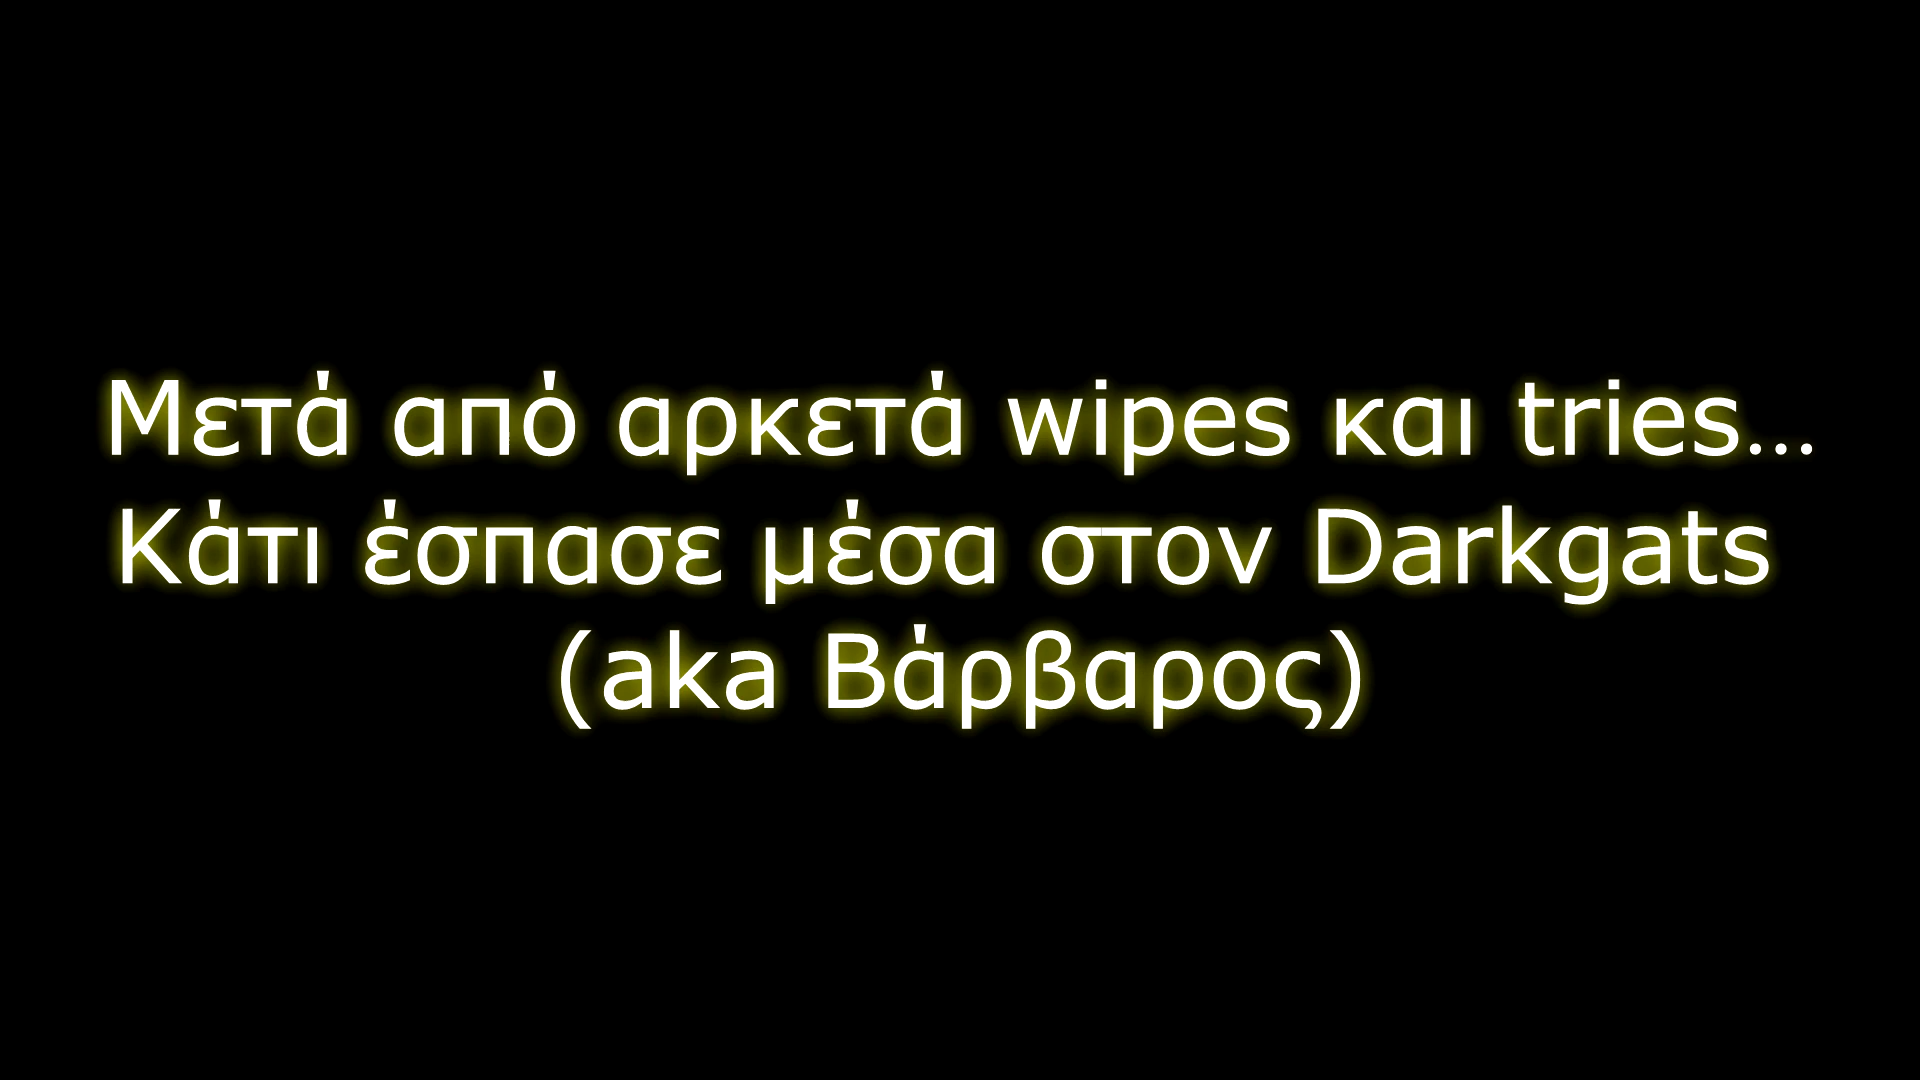 Μετά από αρκετά wipes και tries...
Κάτι έσπασε μέσα στον Darkgats
(aka Βάρβαρος)